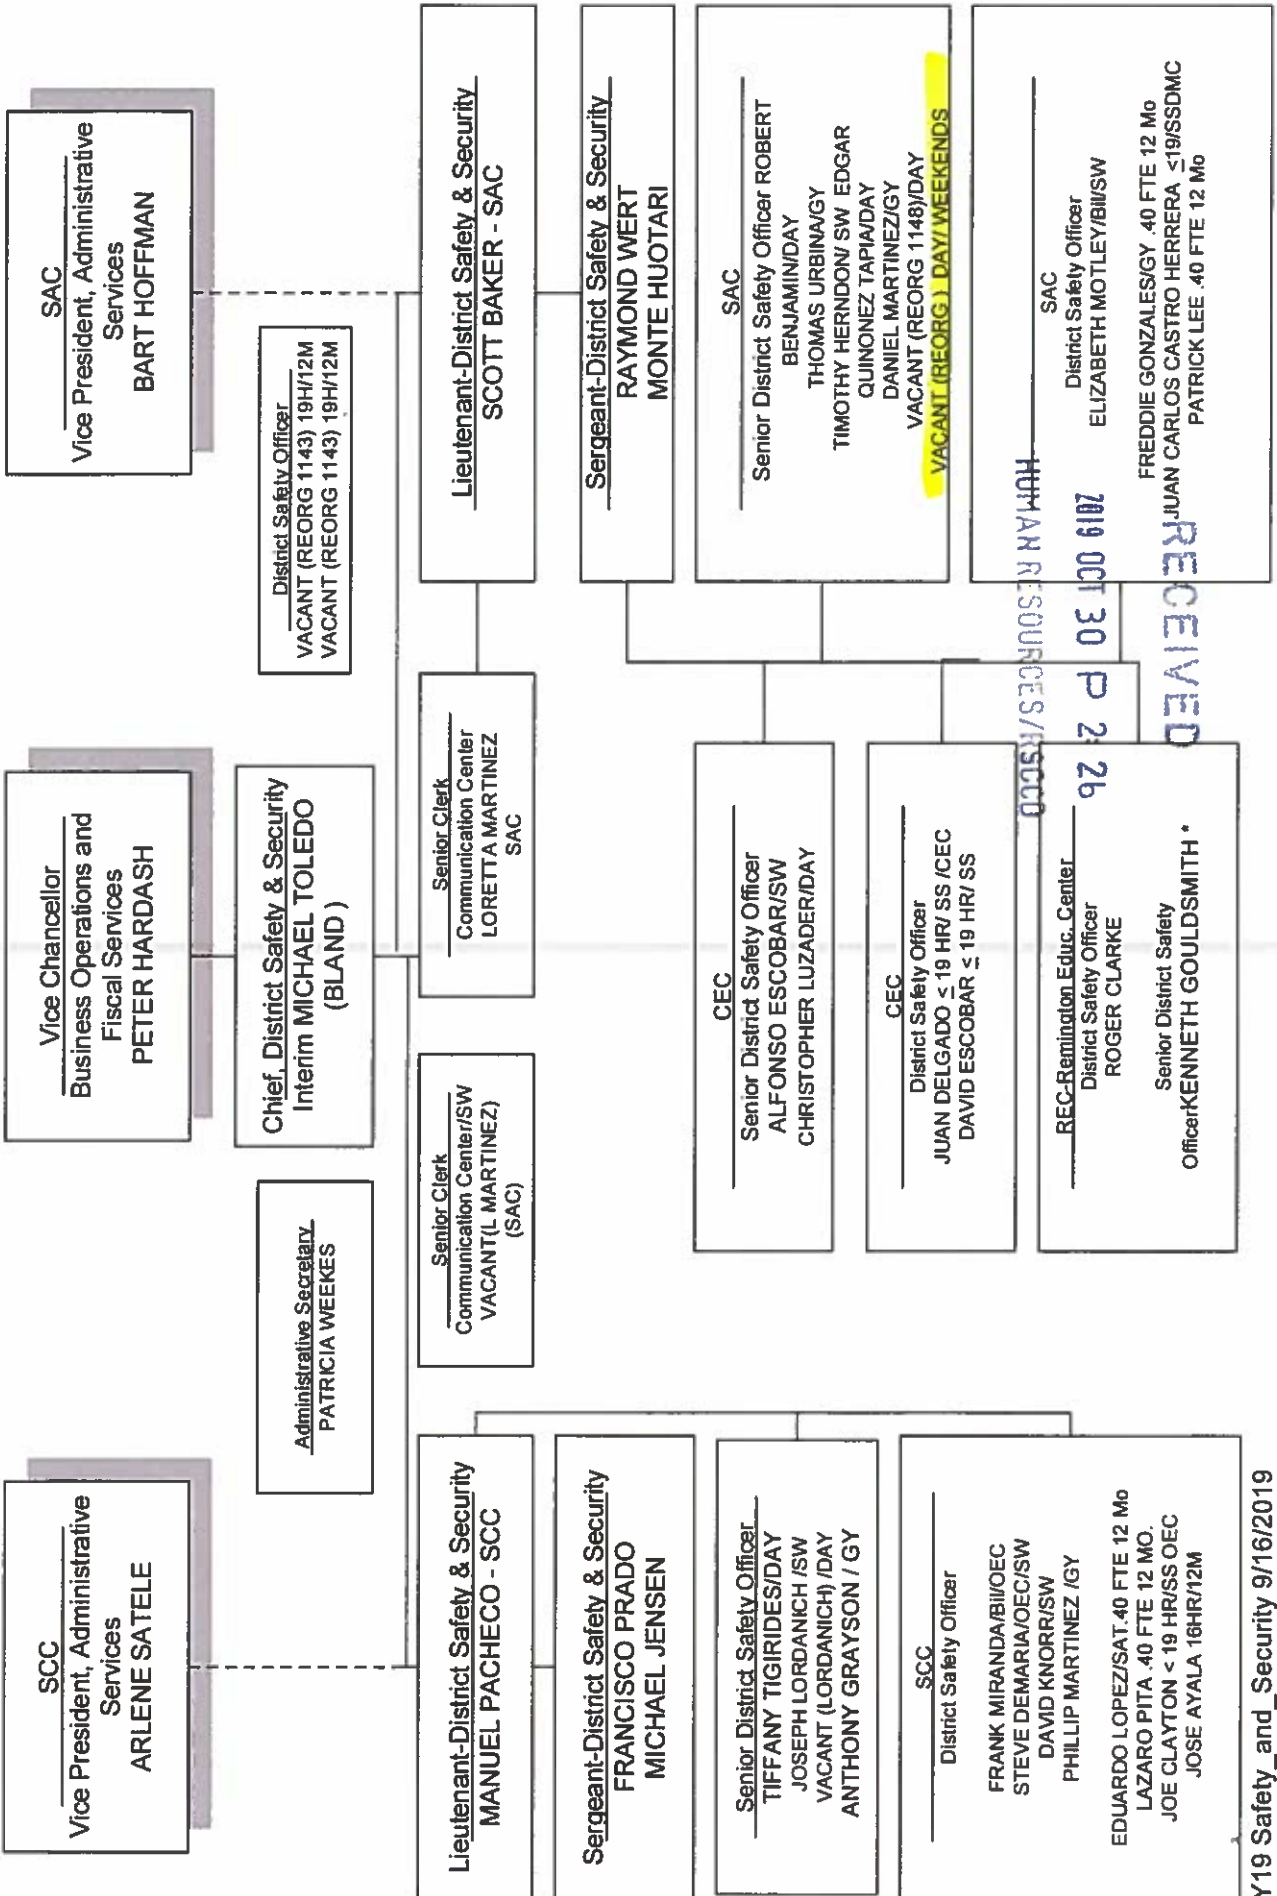 SCC
Vice President, Administrative
Services
ARLENE SATELE
Vice Chancellor
Business Operations and
Fiscal Services
PETER HARDASH
SAC
Vice President, Administrative
Services
BART HOFFMAN
Administrative Secretary
PATRICIA WEEKES
Chief, District Safety & Security
Interim MICHAEL TOLEDO
(BLAND )
District Safety Officer
VACANT (REORG 1143) 19H/12M
VACANT (REORG 1143) 19H/12M
Lieutenant-District Safety & Security
MANUEL PACHECO - SCC
Senior Clerk
Communication Center/SW
VACANT(L MARTINEZ)
(SAC)
Senior Clerk
Communication Center
LORETTA MARTINEZ
SAC
Lieutenant-District Safety & Security
SCOTT BAKER - SAC
Sergeant-District Safety & Security
FRANCISCO PRADO
MICHAEL JENSEN
Sergeant-District Safety & Security
RAYMOND WERT
MONTE HUOTARI
Senior District Safety Officer
TIFFANY TIGIRIDES/DAY
JOSEPH LORDANICH /SW
VACANT (LORDANICH) /DAY
ANTHONY GRAYSON / GY
CEC
Senior District Safety Officer
ALFONSO ESCOBAR/SW
CHRISTOPHER LUZADER/DAY
SAC
Senior District Safety Officer ROBERT
BENJAMIN/DAY
THOMAS URBINA/GY
TIMOTHY HERNDON/ SW EDGAR
QUINONEZ TAPIA/DAY
DANIEL MARTINEZ/GY
VACANT (REORG 1148)/DAY
VACANT (REORG ) DAY/ WEEKENDS
SCC
District Safety Officer
FRANK MIRANDA/Bil/OEC
STEVE DEMARIA/OEC/SW
DAVID KNORR/SW
PHILLIP MARTINEZ /GY
EDUARDO LOPEZ/SAT.40 FTE 12 Mo
LAZARO PITA .40 FTE 12 MO.
JOE CLAYTON < 19 HR/SS OEC
JOSE AYALA 16HR/12M
CEC
District Safety Officer
JUAN DELGADO ≤ 19 HR/ SS /CEC
DAVID ESCOBAR ≤ 19 HR/ SS
REC-Remington Educ. Center
District Safety Officer
ROGER CLARKE
Senior District Safety
OfficerKENNETH GOULDSMITH *
SAC
District Safety Officer
ELIZABETH MOTLEY/Bil/SW
FREDDIE GONZALES/GY .40 FTE 12 Mo
JUAN CARLOS CASTRO HERRERA ≤19/SSDMC
PATRICK LEE .40 FTE 12 Mo
HUMAN RESOURCES/RSCCD
2019 OCT 30 P 2: 26
RECEIVED
Y19 Safety_and_Security 9/16/2019